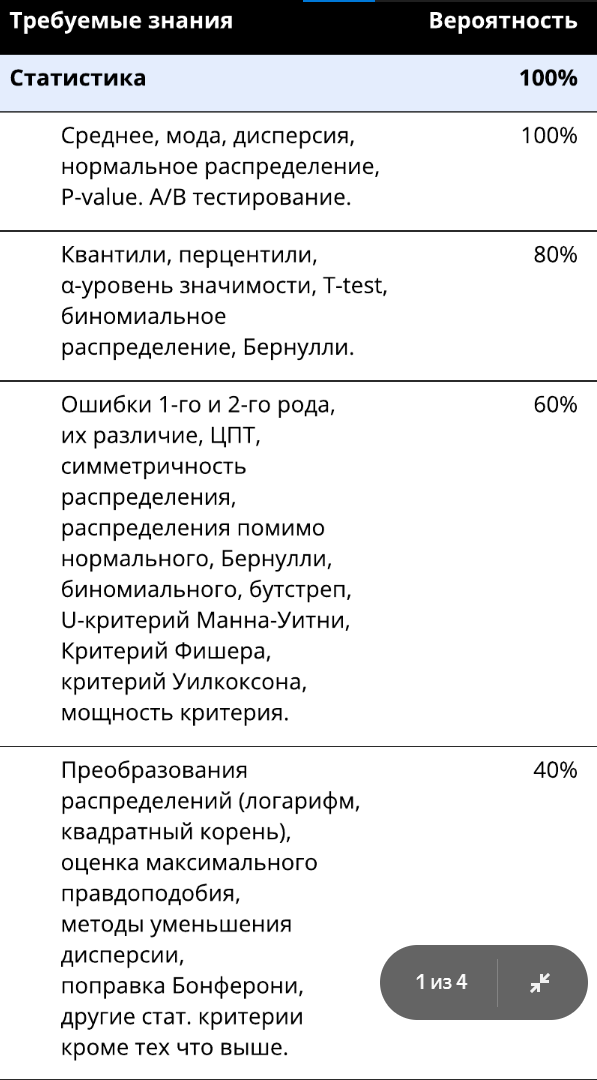 Требуемые знания Вероятность
Статистика 100%
Среднее, мода, дисперсия, 100%
нормальное распределение,
P-value. A/B тестирование.
Квантили, перцентили, 80%
α-уровень значимости, T-test,
биномиальное
распределение, Бернулли.
Ошибки 1-го и 2-го рода, 60%
их различие, ЦПТ,
симметричность
распределения,
распределения помимо
нормального, Бернулли,
биномиального, бутстреп,
U-критерий Манна-Уитни,
Критерий Фишера,
критерий Уилкоксона,
мощность критерия.
Преобразования 40%
распределений (логарифм,
квадратный корень),
оценка максимального
правдоподобия,
методы уменьшения
дисперсии,
поправка Бонферони,
другие стат. критерии
кроме тех что выше.
1 из 4